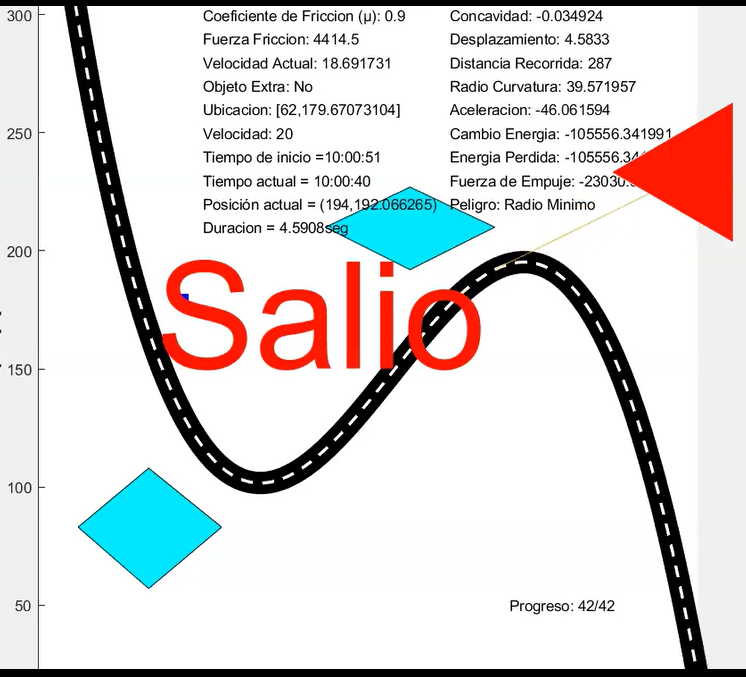 300
250
200
150
100
50
Coeficiente de Friccion (µ): 0.9
Fuerza Friccion: 4414.5
Velocidad Actual: 18.691731
Objeto Extra: No
Ubicacion: [62,179.67073104]
Velocidad: 20
Tiempo de inicio =10:00:51
Tiempo actual = 10:00:40
Posición actual = (194,192.066265)
Duracion = 4.5908seg
Concavidad: -0.034924
Desplazamiento: 4.5833
Distancia Recorrida: 287
Radio Curvatura: 39.571957
Aceleracion: -46.061594
Cambio Energia: -105556.341991
Energia Perdida: -105556.34
Fuerza de Empuje: -23030.
Peligro: Radio Minimo
Salio
Progreso: 42/42